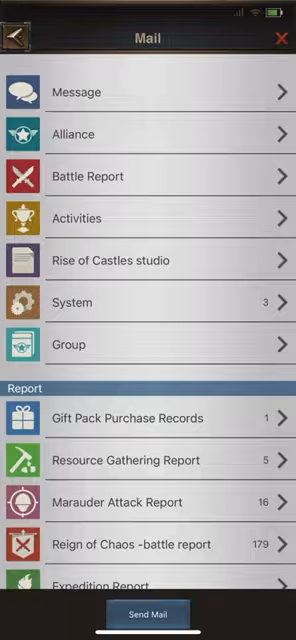 Mail
Message
Alliance
Battle Report
Activities
Rise of Castles studio
System 3
Group
Report
Gift Pack Purchase Records 1
Resource Gathering Report 5
Marauder Attack Report 16
Reign of Chaos -battle report 179
Expedition Report
Send Mail